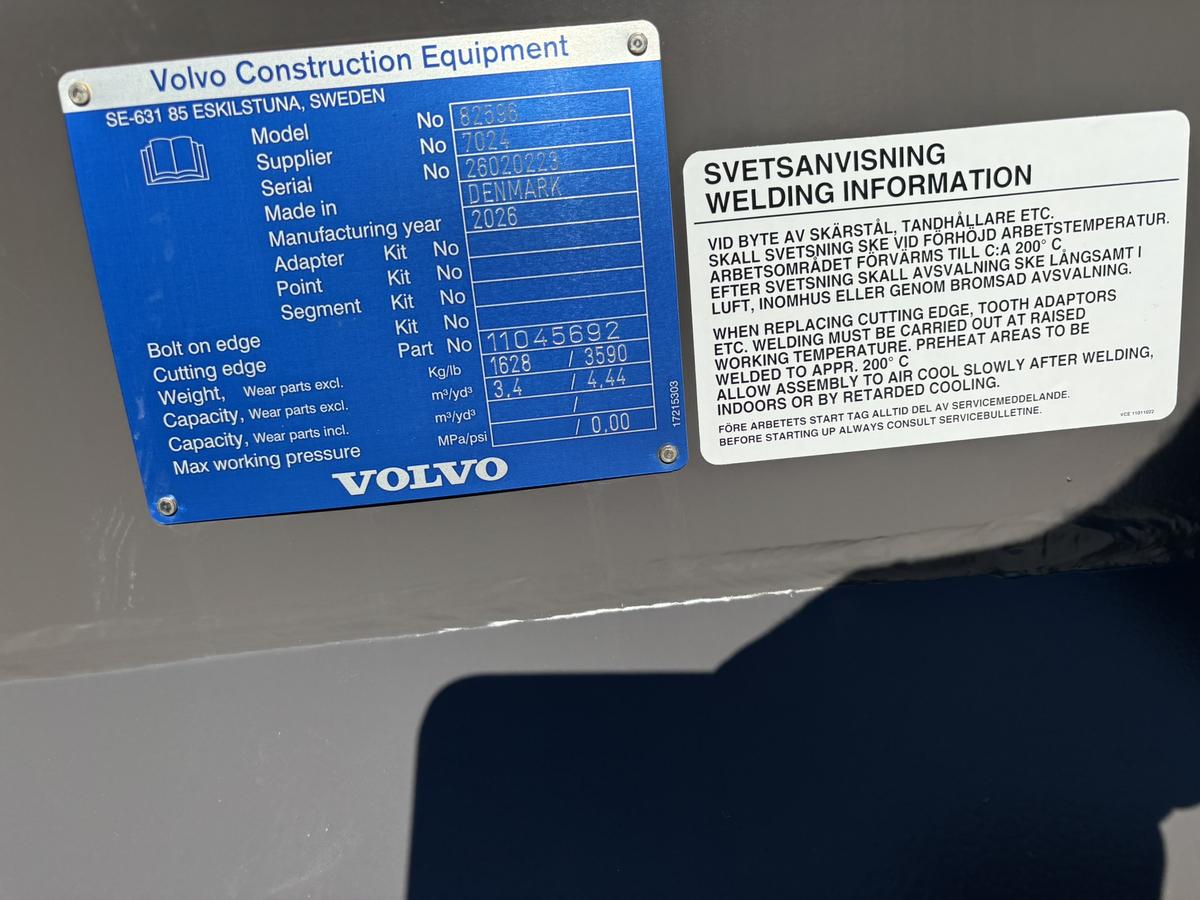 Volvo Construction Equipment
SE-631 85 ESKILSTUNA, SWEDEN
Model No 82596
Supplier No 7024
Serial No 26020223
Made in DENMARK
Manufacturing year 2026
Adapter Kit No
Point Kit No
Segment Kit No
Bolt on edge Kit No
Cutting edge Part No 11045692
Weight, Wear parts excl. Kg/lb 1628 / 3590
Capacity, Wear parts excl. m³/yd³ 3,4 / 4,44
Capacity, Wear parts incl. m³/yd³ /
Max working pressure MPa/psi / 0,00
VOLVO
17215303
SVETSANVISNING
WELDING INFORMATION
VID BYTE AV SKÄRSTÅL, TANDHÅLLARE ETC.
SKALL SVETSNING SKE VID FÖRHÖJD ARBETSTEMPERATUR.
ARBETSOMRÅDET FÖRVÄRMS TILL C:A 200° C
EFTER SVETSNING SKALL AVSVALNING SKE LÅNGSAMT I
LUFT, INOMHUS ELLER GENOM BROMSAD AVSVALNING.
WHEN REPLACING CUTTING EDGE, TOOTH ADAPTORS
ETC. WELDING MUST BE CARRIED OUT AT RAISED
WORKING TEMPERATURE. PREHEAT AREAS TO BE
WELDED TO APPR. 200° C
ALLOW ASSEMBLY TO AIR COOL SLOWLY AFTER WELDING,
INDOORS OR BY RETARDED COOLING.
FÖRE ARBETETS START TAG ALLTID DEL AV SERVICEMEDDELANDE.
BEFORE STARTING UP ALWAYS CONSULT SERVICEBULLETINE.
VCE 11011022